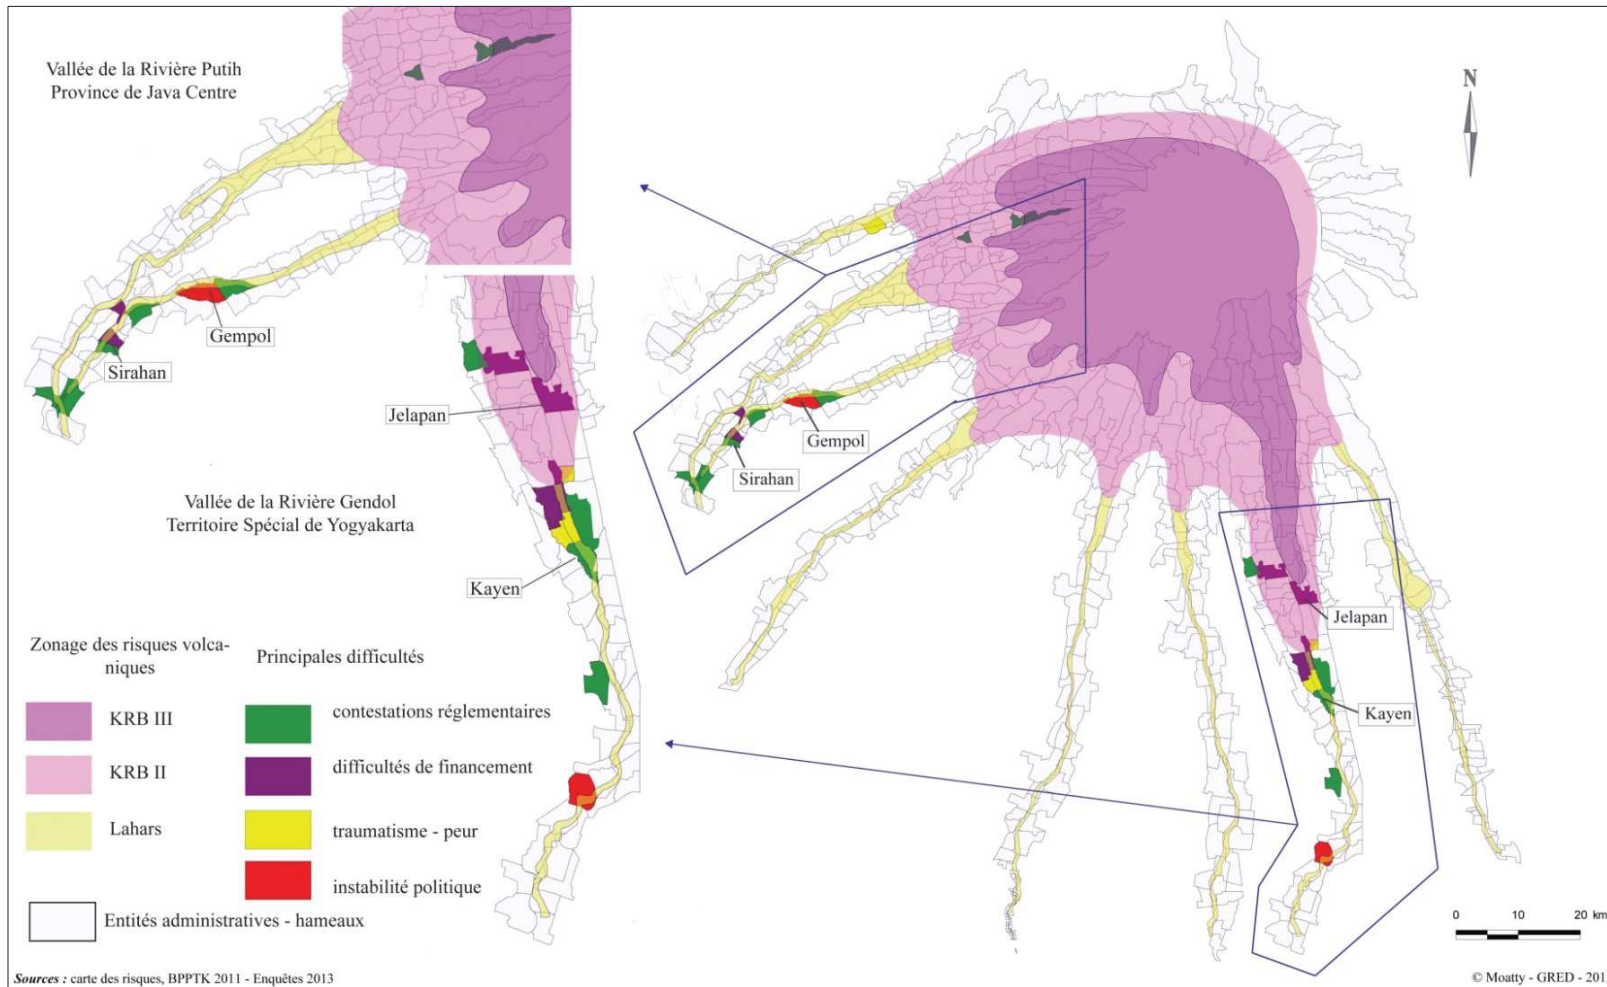 Vallée de la Rivière Putih
Province de Java Centre
N
Gempol
Sirahan
Jelapan
Vallée de la Rivière Gendol
Territoire Spécial de Yogyakarta
Kayen
Gempol
Sirahan
Jelapan
Kayen
Zonage des risques volca-
niques
KRB III
KRB II
Lahars
Entités administratives - hameaux
Principales difficultés
contestations réglementaires
difficultés de financement
traumatisme - peur
instabilité politique
0 10 20 km
Sources : carte des risques, BPPTK 2011 - Enquêtes 2013
© Moatty - GRED -